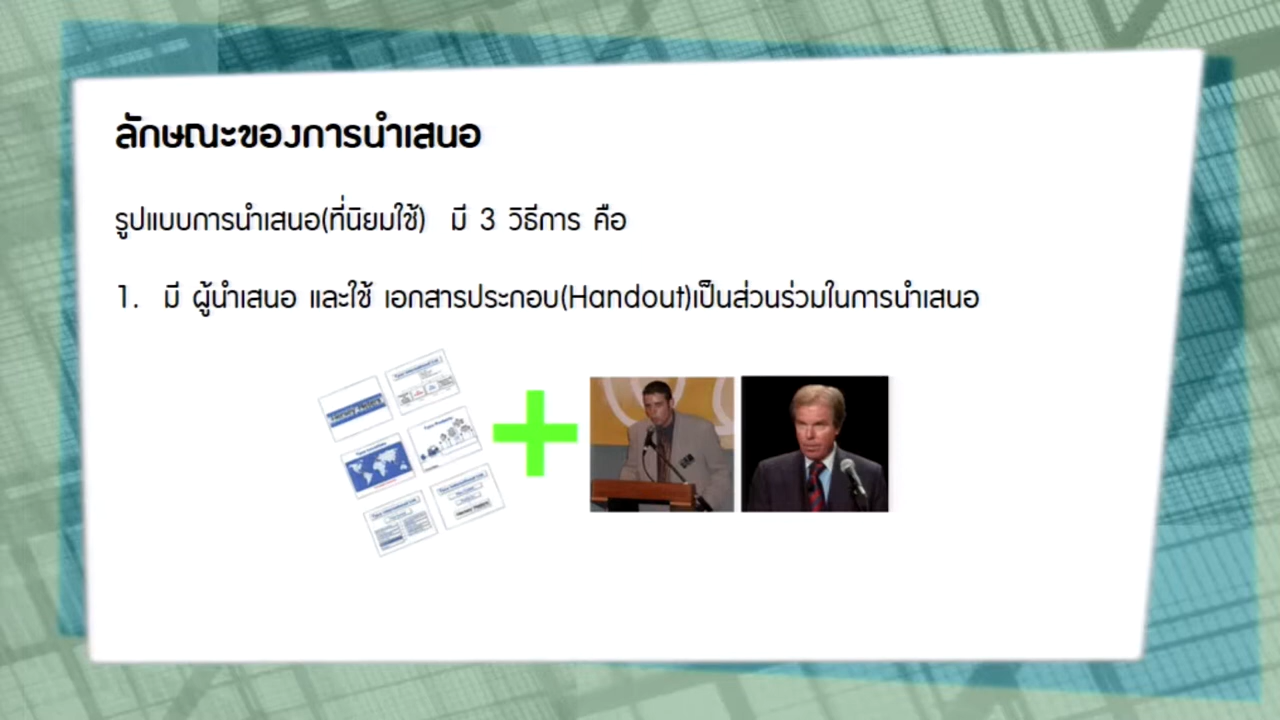 ลักษณะของการนำเสนอ
รูปแบบการนำเสนอ(ที่นิยมใช้) มี 3 วิธีการ คือ
1. มี ผู้นำเสนอ และใช้ เอกสารประกอบ(Handout)เป็นส่วนร่วมในการนำเสนอ